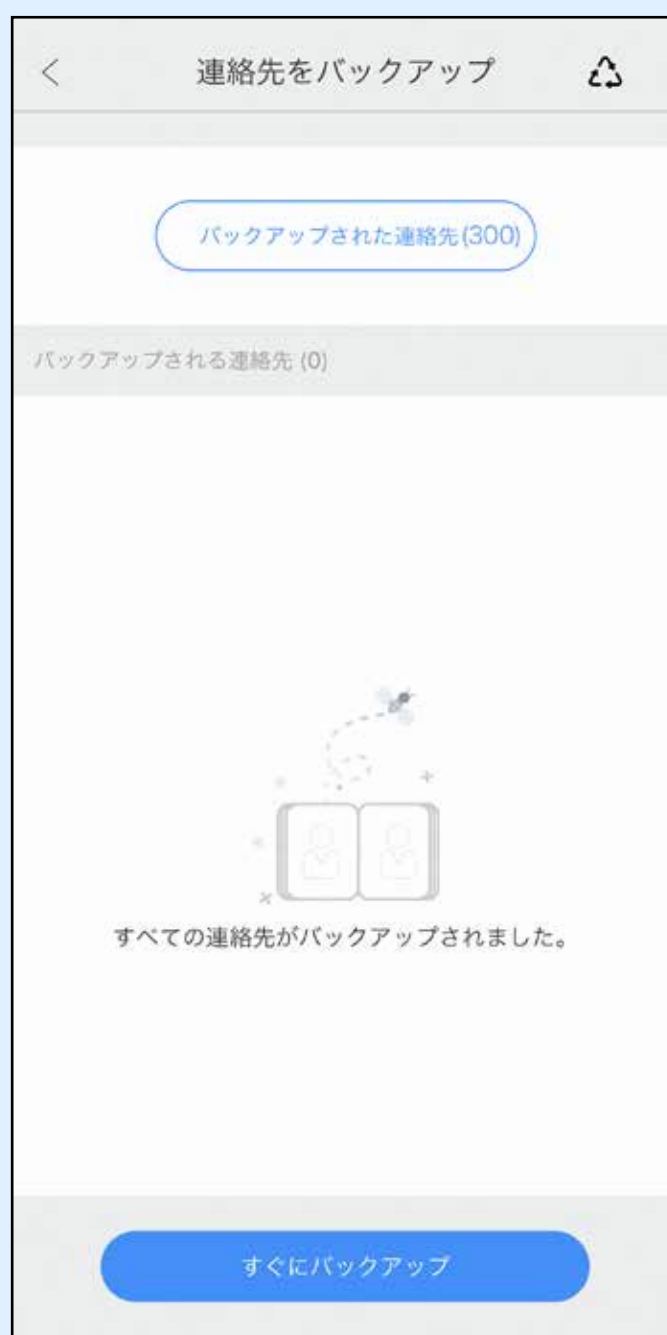 連絡先をバックアップ
バックアップされた連絡先(300)
バックアップされる連絡先 (0)
すべての連絡先がバックアップされました。
すぐにバックアップ